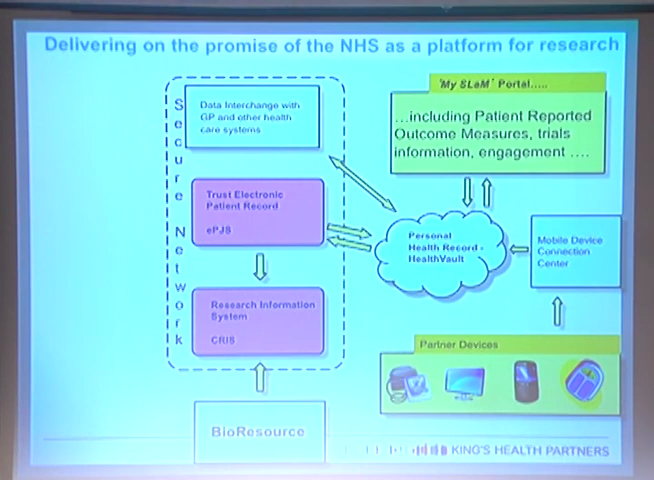 Delivering on the promise of the NHS as a platform for research
Secure Network
Data Interchange with
GP and other health
care systems
Trust Electronic
Patient Record
ePJS
Research Information
System
CRIS
BioResource
'My SLaM' Portal.....
...including Patient Reported
Outcome Measures, trials
information, engagement ....
Personal
Health Record -
HealthVault
Mobile Device
Connection
Center
Partner Devices
KING'S HEALTH PARTNERS